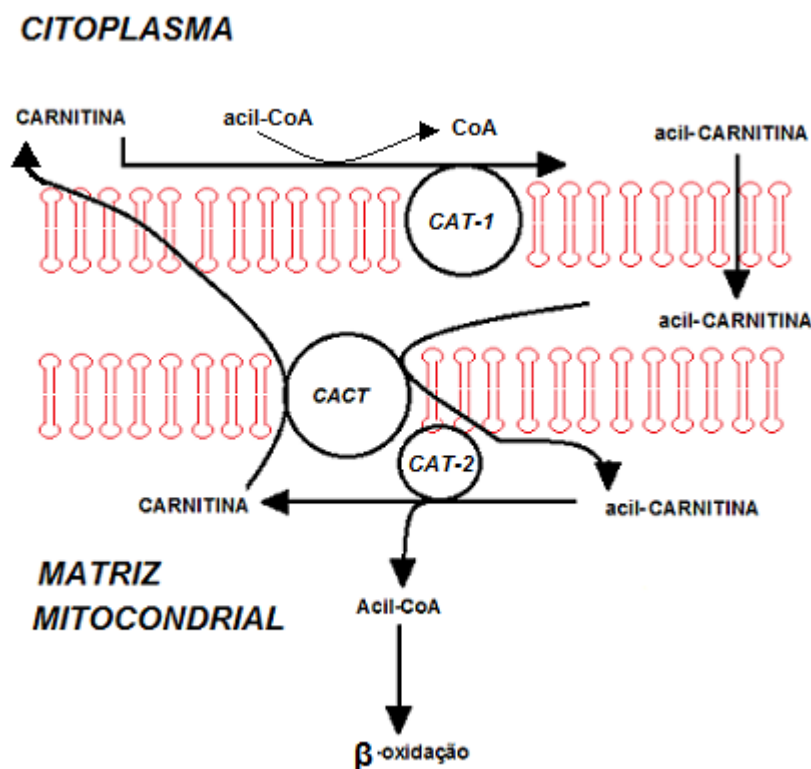 CITOPLASMA
CARNITINA
acil-CoA
CoA
acil-CARNITINA
CAT-1
acil-CARNITINA
CACT
CAT-2
CARNITINA
acil-CARNITINA
MATRIZ
MITOCONDRIAL
Acil-CoA
β-oxidação